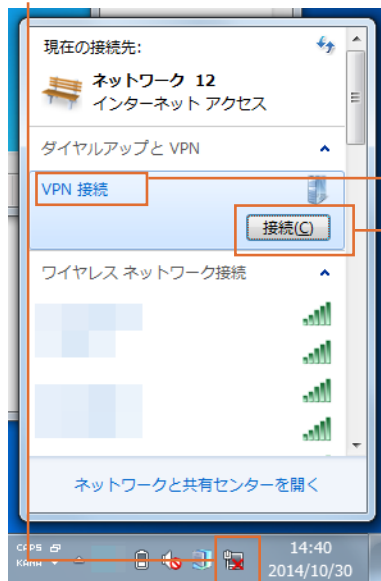 現在の接続先:
ネットワーク 12
インターネット アクセス
ダイヤルアップと VPN
VPN 接続
接続(C)
ワイヤレス ネットワーク接続
ネットワークと共有センターを開く
CAPS
KANA
14:40
2014/10/30